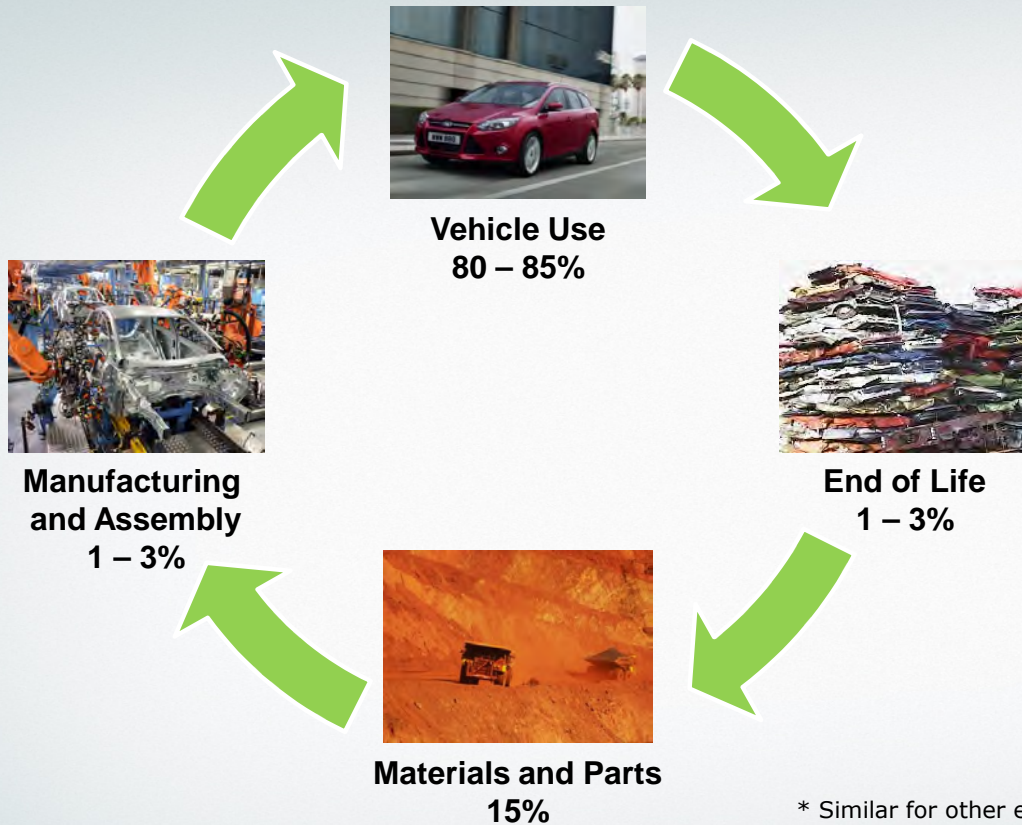 Vehicle Use
80 – 85%
Manufacturing
and Assembly
1 – 3%
End of Life
1 – 3%
Materials and Parts
15%
* Similar for other